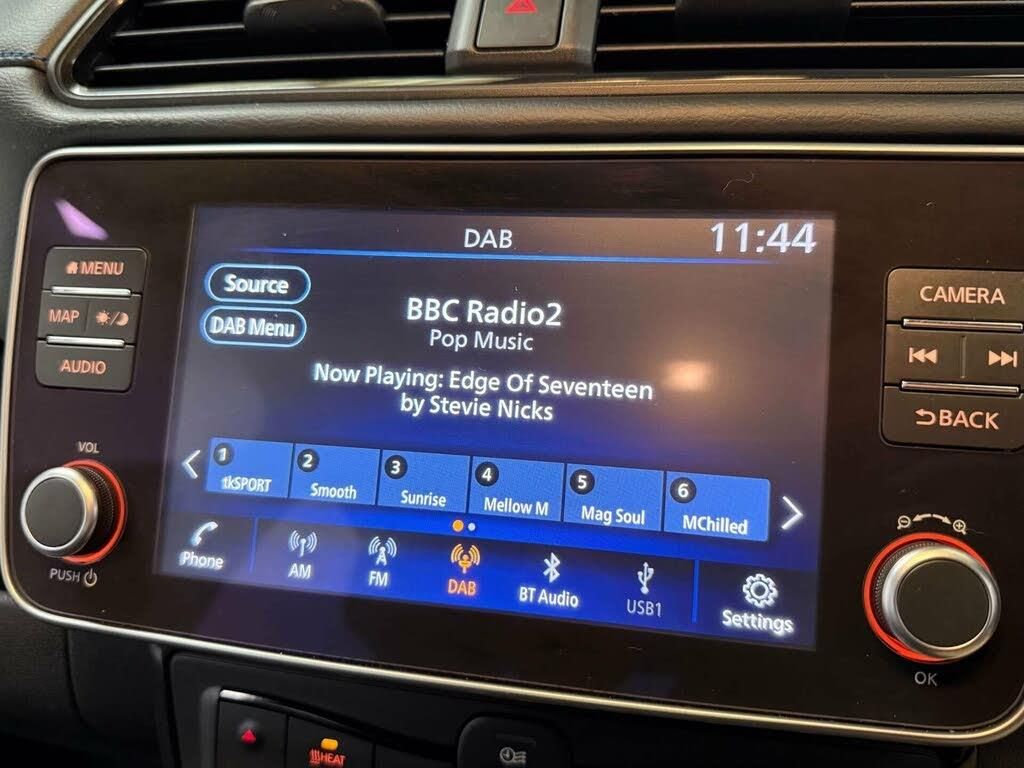 DAB
11:44
Source
DAB Menu
BBC Radio2
Pop Music
Now Playing: Edge Of Seventeen
by Stevie Nicks
1 2 3 4 5 6
tkSPORT Smooth Sunrise Mellow M Mag Soul MChilled
Phone AM FM DAB BT Audio USB1 Settings
MENU
MAP
AUDIO
VOL
PUSH
CAMERA
BACK
OK
HEAT